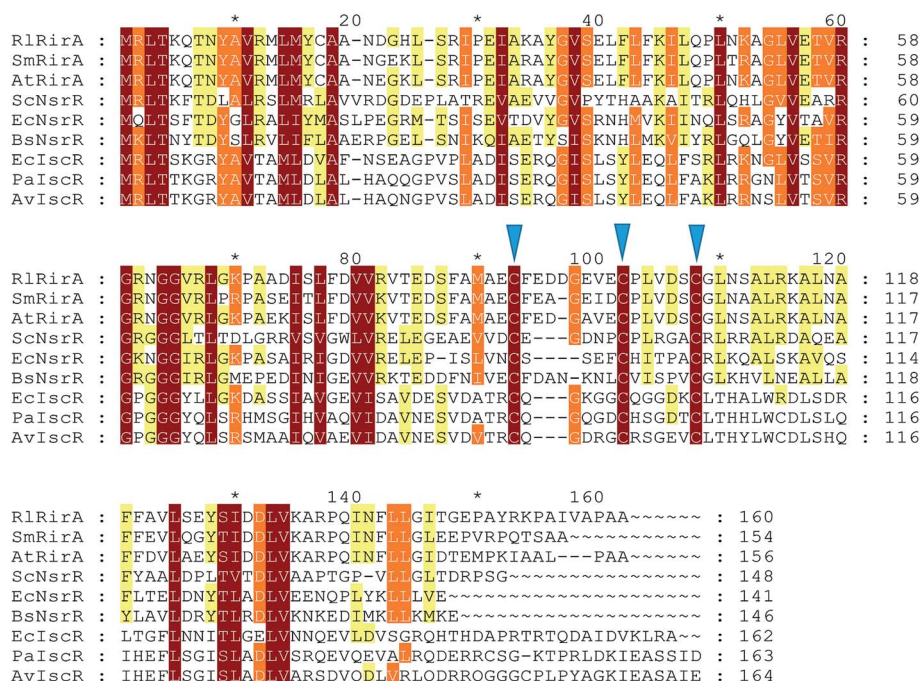 * 20 * 40 * 60
RlRirA : MRLTKQTNYAVRMLMYCAA-NDGHL-SRIPEIAKAYGVSELFLFKILQPLNKAGLVETVR : 58
SmRirA : MRLTKQTNYAVRMLMYCAA-NGEKL-SRIPEIARAYGVSELFLFKILQPLTRAGLVETVR : 58
AtRirA : MRLTKQTNYAVRMLMYCAA-NEGKL-SRIPEIARAYGVSELFLFKILQPLNKAGLVETVR : 58
ScNsrR : MRLTKFTDLALRSLMRLAVVRDGDEPLATREVAEVVGVPYTHAAKAITRLQHLGVVEARR : 60
EcNsrR : MQLTSFTDYGLRALIYMASLPEGRM-TSISEVTDVYGVSRNHMVKIINQLSRAGYVTAVR : 59
BsNsrR : MKLTNYTDYSLRVLIFLAAERPGEL-SNIKQIAETYSISKNHLMKVIYRLGQLGYVETIR : 59
EcIscR : MRLTSKGRYAVTAMLDVAF-NSEAGPVPLADISERQGISLSYLEQLFSRLRKNGLVSSVR : 59
PaIscR : MRLTTKGRYAVTAMLDLAL-HAQQGPVSLADISERQGISLSYLEQLFAKLRRGNLVTSVR : 59
AvIscR : MRLTTKGRYAVTAMLDLAL-HAQNGPVSLADISERQGISLSYLEQLFAKLRRNSLVTSVR : 59
* 80 * 100 * 120
RlRirA : GRNGGVRLGKPAADISLFDVVRVTEDSFAMAECFEDDGEVECPLVDSCGLNSALRKALNA : 118
SmRirA : GRNGGVRLPRPASEITLFDVVKVTEDSFAMAECFEA-GEIDCPLVDSCGLNAALRKALNA : 117
AtRirA : GRNGGVRLGKPAEKISLFDVVKVTEDSFAMAECFED-GAVECPLVDSCGLNSALRKALNA : 117
ScNsrR : GRGGGLTLTDLGRRVSVGWLVRELEGEAEVVDCE---GDNPCPLRGACRLRRALRDAQEA : 117
EcNsrR : GKNGGIRLGKPASAIRIGDVVRELEP-ISLVNCS---SEFCHITPACRLKQALSKAVQS : 114
BsNsrR : GRGGGIRLGMEPEDINIGEVVRKTEDDFNIVECFDAN-KNLCVISPVCGLKHVLNEALLA : 118
EcIscR : GPGGGYLLGKDASSIAVGEVISAVDESVDATRCQ---GKGGCQGGDKCLTHALWRDLSDR : 116
PaIscR : GPGGGYQLSRHMSGIHVAQVIDAVNESVDATRCQ---GQGDCHSGDTCLTHHLWCDLSLQ : 116
AvIscR : GPGGGYQLSRSMAAIQVAEVIDAVNESVDVTRCQ---GDRGCRSGEVCLTHYLWCDLSHQ : 116
* 140 * 160
RlRirA : FFAVLSEYSIDDLVKARPQINFLLGITGEPAYRKPAIVAPAA~~~~~~ : 160
SmRirA : FFEVLQGYTIDDLVKARPQINFLLGLEEPVRPQTSAA~~~~~~~~~~~ : 154
AtRirA : FFDVLAEYSIDDLVKARPQINFLLGIDTEMPKIAAL---PAA~~~~~~ : 156
ScNsrR : FYAALDPLTVTDLVAAPTGP-VLLGLTDRPSG~~~~~~~~~~~~~~~~ : 148
EcNsrR : FLTELDNYTLADLVEENQPLYKLLLVE~~~~~~~~~~~~~~~~~~~~~ : 141
BsNsrR : YLAVLDRYTLRDLVKNKEDIMKLLKMKE~~~~~~~~~~~~~~~~~~~~ : 146
EcIscR : LTGFLNNITLGELVNNQEVLDVSGRQHTHDAPRTRTQDAIDVKLRA~~ : 162
PaIscR : IHEFLSGISLADLVSRQEVQEVALRQDERRCSG-KTPRLDKIEASSID : 163
AvIscR : IHEFLSGISLADLVARSDVQDLVRLQDRRQGGGCPLPYAGKIEASAIE : 164